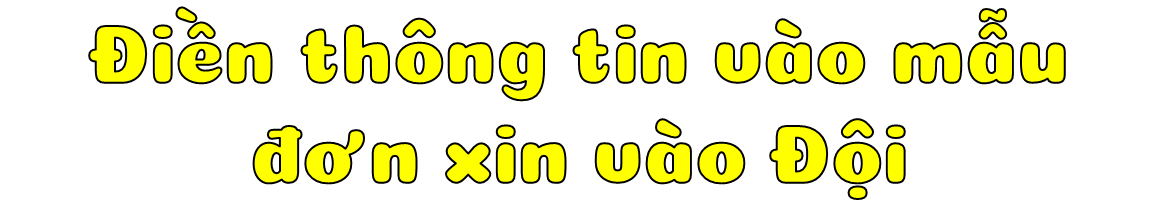 Điền thông tin vào mẫu
đơn xin vào Đội